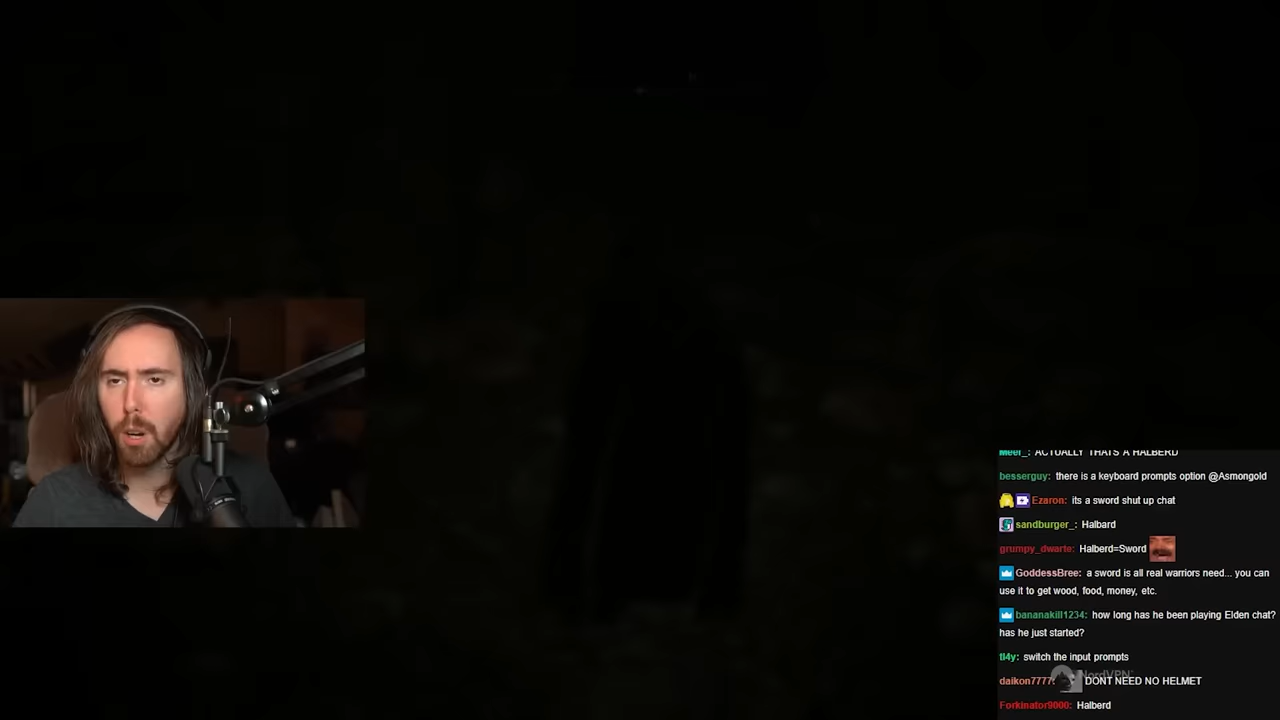 Meer_: ACTUALLY THATS A HALBERD
besserguy: there is a keyboard prompts option @Asmongold
Ezaron: its a sword shut up chat
sandburger_: Halbard
grumpy_dwarte: Halberd=Sword
GoddessBree: a sword is all real warriors need... you can
use it to get wood, food, money, etc.
bananakill1234: how long has he been playing Elden chat?
has he just started?
tl4y: switch the input prompts
daikon7777: DONT NEED NO HELMET
NordVPN
Forkinator9000: Halberd